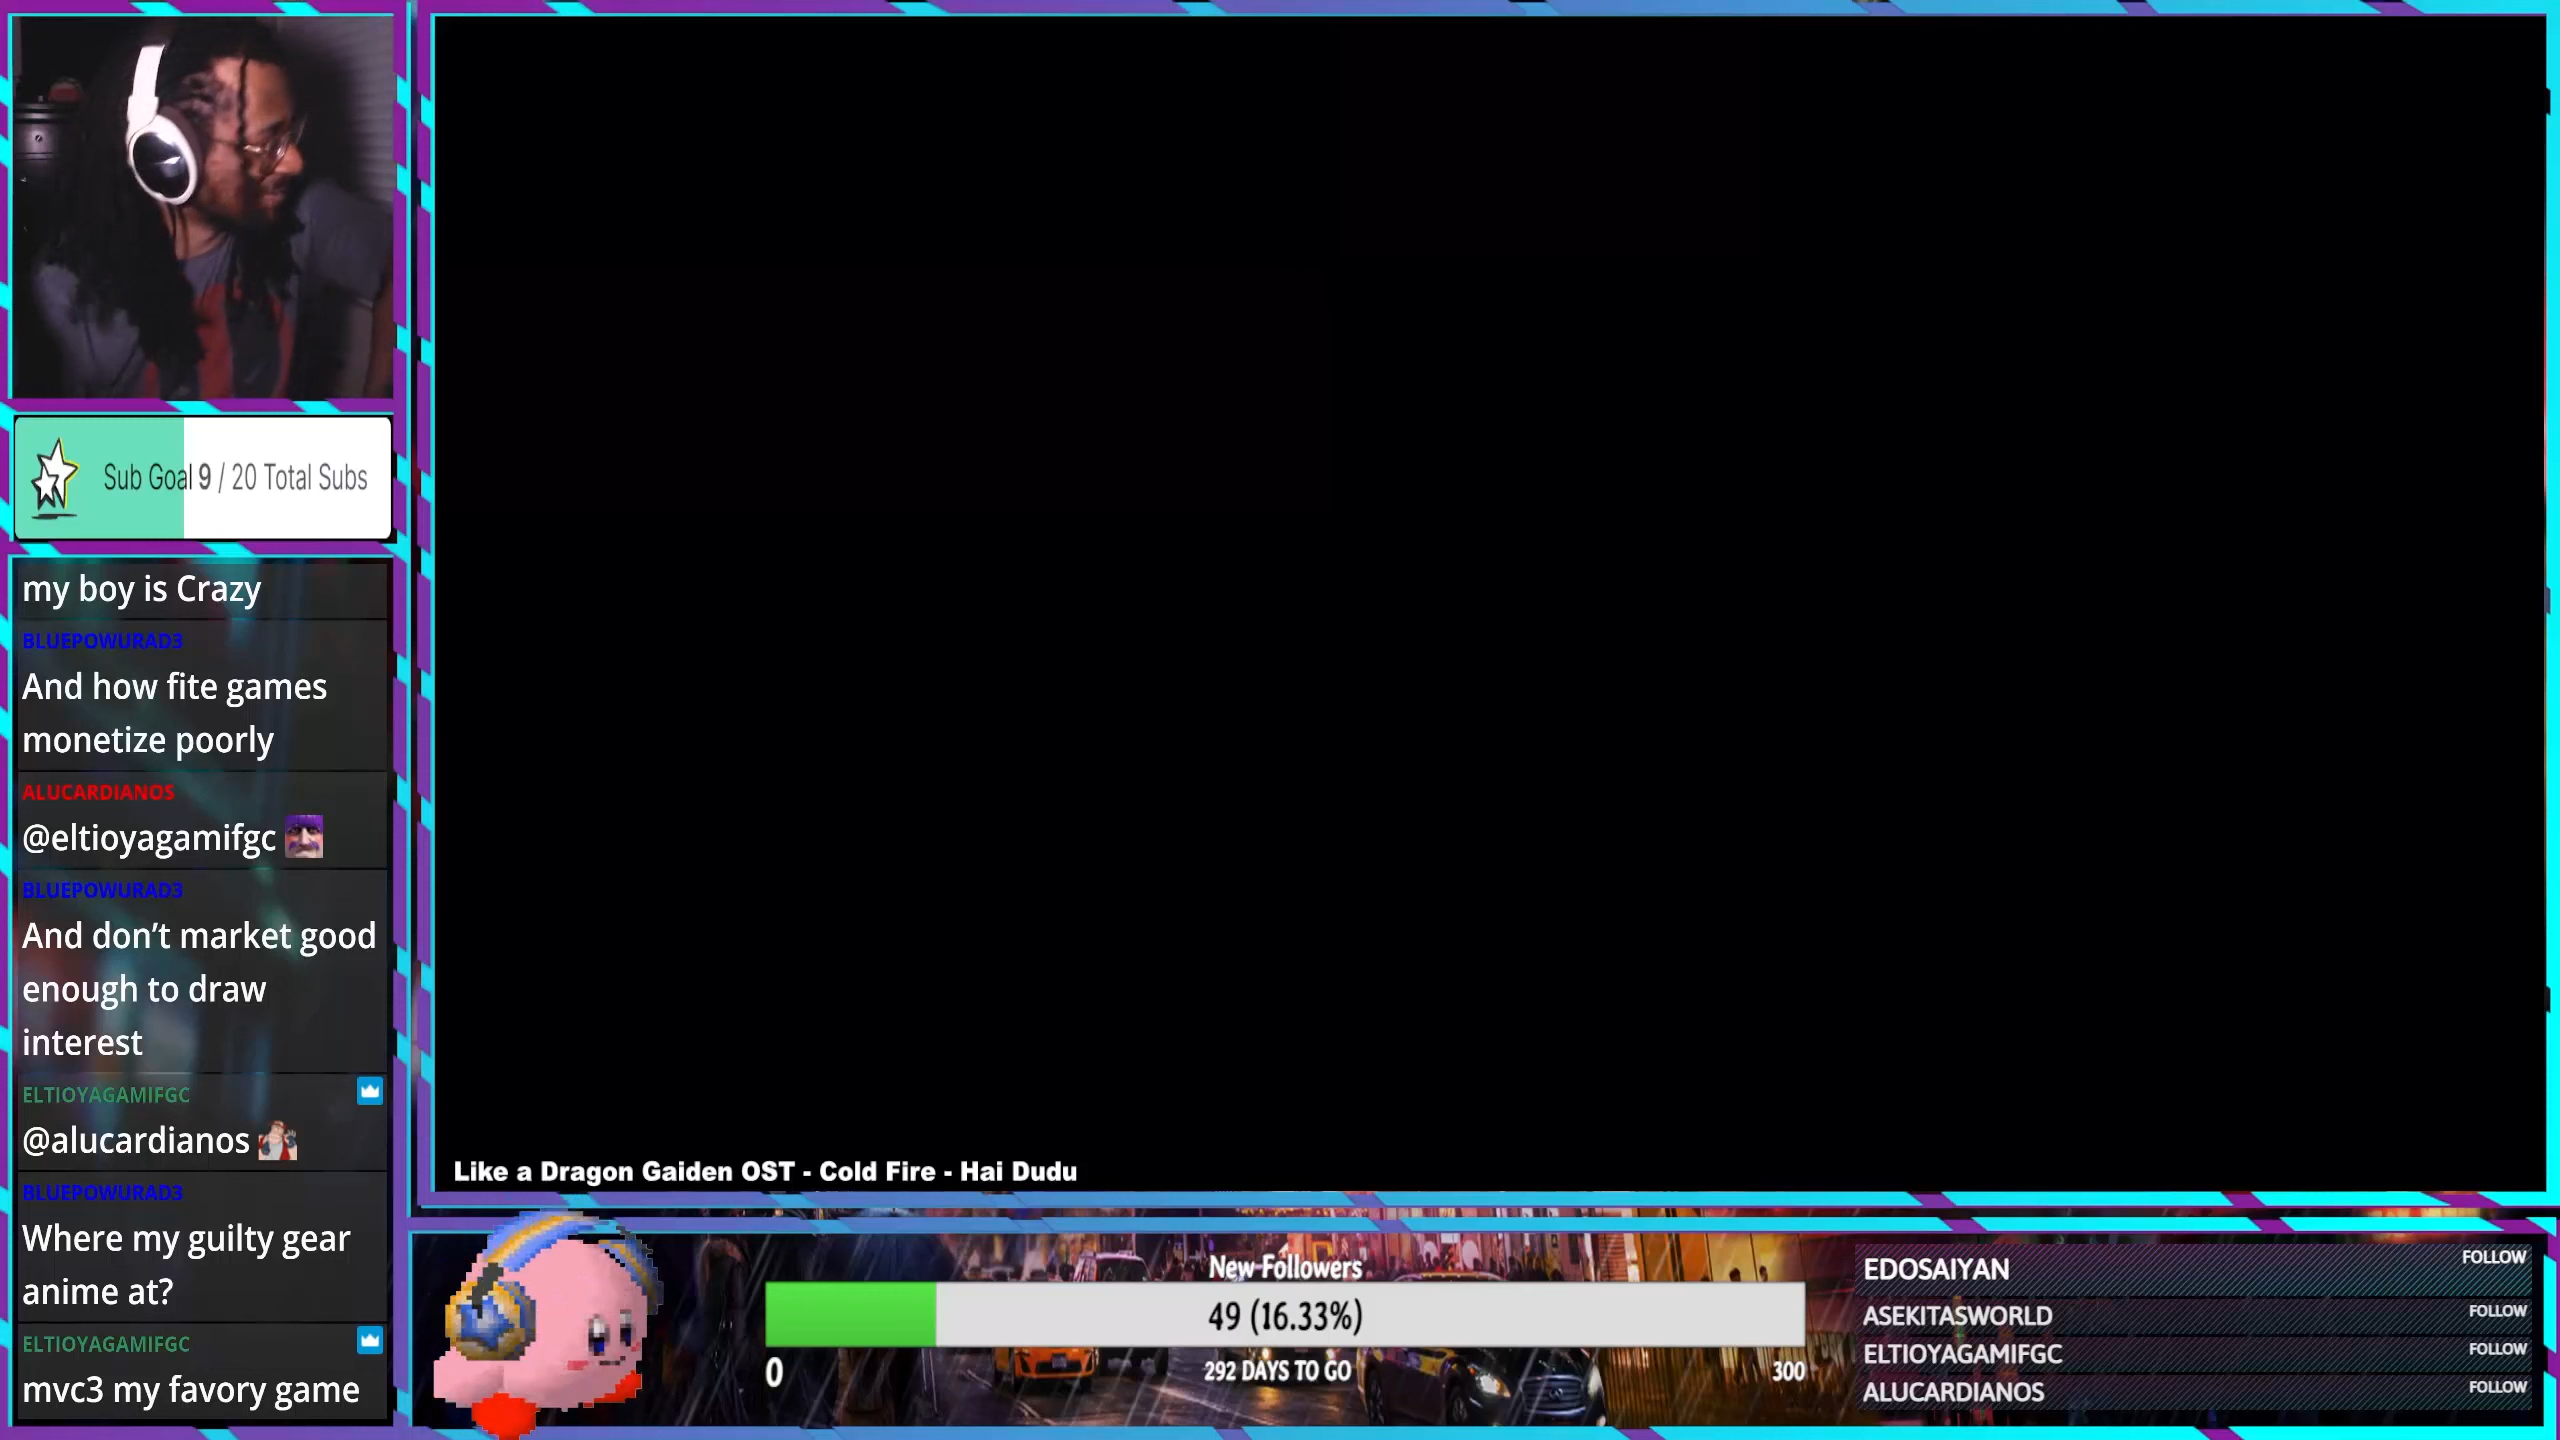 Sub Goal 9 / 20 Total Subs
my boy is Crazy
BLUEPOWURAD3
And how fite games
monetize poorly
ALUCARDIANOS
@eltioyagamifgc
BLUEPOWURAD3
And don't market good
enough to draw
interest
ELTIOYAGAMIFGC
@alucardianos
BLUEPOWURAD3
Where my guilty gear
anime at?
ELTIOYAGAMIFGC
mvc3 my favory game
Like a Dragon Gaiden OST - Cold Fire - Hai Dudu
New Followers
49 (16.33%)
0
292 DAYS TO GO
300
EDOSAIYAN FOLLOW
ASEKITASWORLD FOLLOW
ELTIOYAGAMIFGC FOLLOW
ALUCARDIANOS FOLLOW